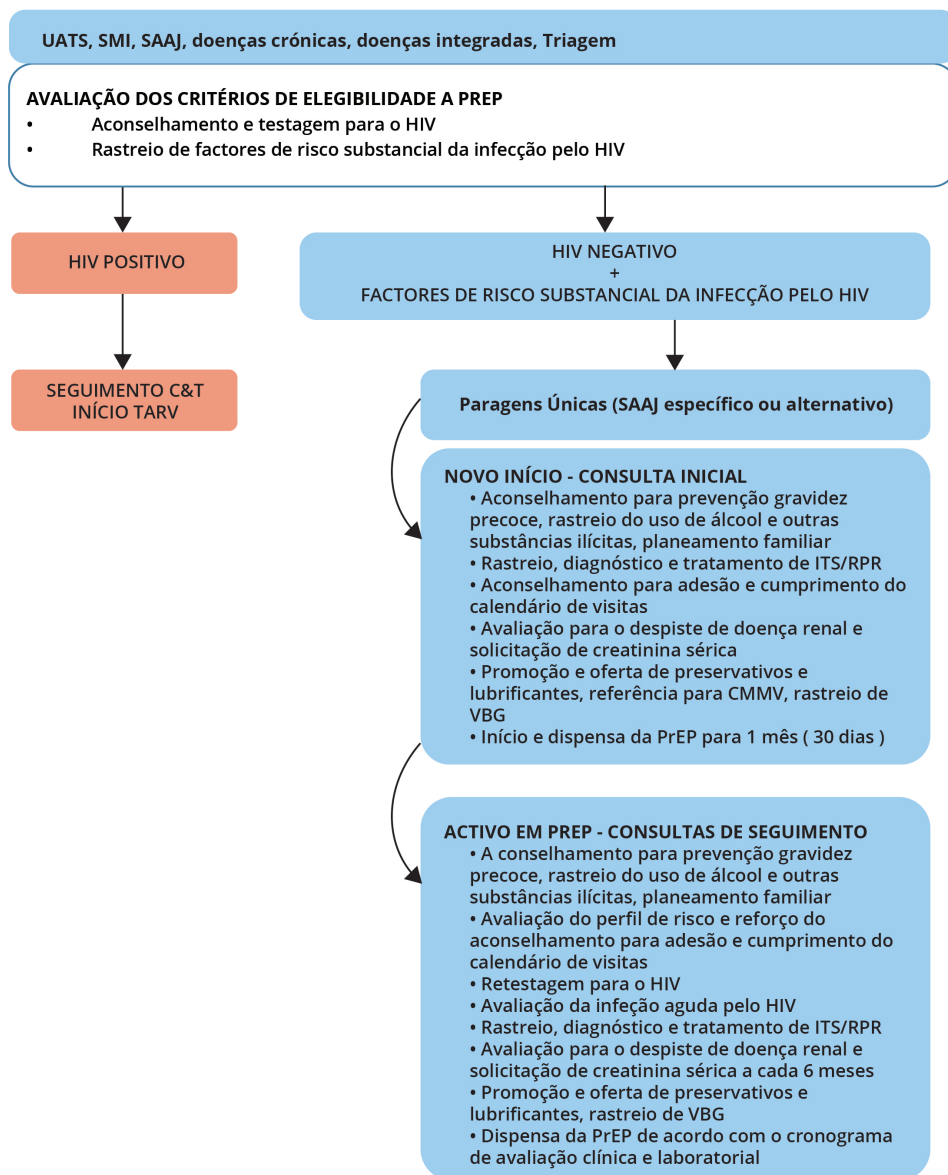 UATS, SMI, SAAJ, doenças crónicas, doenças integradas, Triagem
AVALIAÇÃO DOS CRITÉRIOS DE ELEGIBILIDADE A PREP
• Aconselhamento e testagem para o HIV
• Rastreio de factores de risco substancial da infecção pelo HIV
HIV POSITIVO
HIV NEGATIVO
+
FACTORES DE RISCO SUBSTANCIAL DA INFECÇÃO PELO HIV
SEGUIMENTO C&T
INÍCIO TARV
Paragens Únicas (SAAJ específico ou alternativo)
NOVO INÍCIO - CONSULTA INICIAL
• Aconselhamento para prevenção gravidez
precoce, rastreio do uso de álcool e outras
substâncias ilícitas, planeamento familiar
• Rastreio, diagnóstico e tratamento de ITS/RPR
• Aconselhamento para adesão e cumprimento do
calendário de visitas
• Avaliação para o despiste de doença renal e
solicitação de creatinina sérica
• Promoção e oferta de preservativos e
lubrificantes, referência para CMMV, rastreio de
VBG
• Início e dispensa da PrEP para 1 mês ( 30 dias )
ACTIVO EM PREP - CONSULTAS DE SEGUIMENTO
• A conselhamento para prevenção gravidez
precoce, rastreio do uso de álcool e outras
substâncias ilícitas, planeamento familiar
• Avaliação do perfil de risco e reforço do
aconselhamento para adesão e cumprimento do
calendário de visitas
• Retestagem para o HIV
• Avaliação da infeção aguda pelo HIV
• Rastreio, diagnóstico e tratamento de ITS/RPR
• Avaliação para o despiste de doença renal e
solicitação de creatinina sérica a cada 6 meses
• Promoção e oferta de preservativos e
lubrificantes, rastreio de VBG
• Dispensa da PrEP de acordo com o cronograma
de avaliação clínica e laboratorial